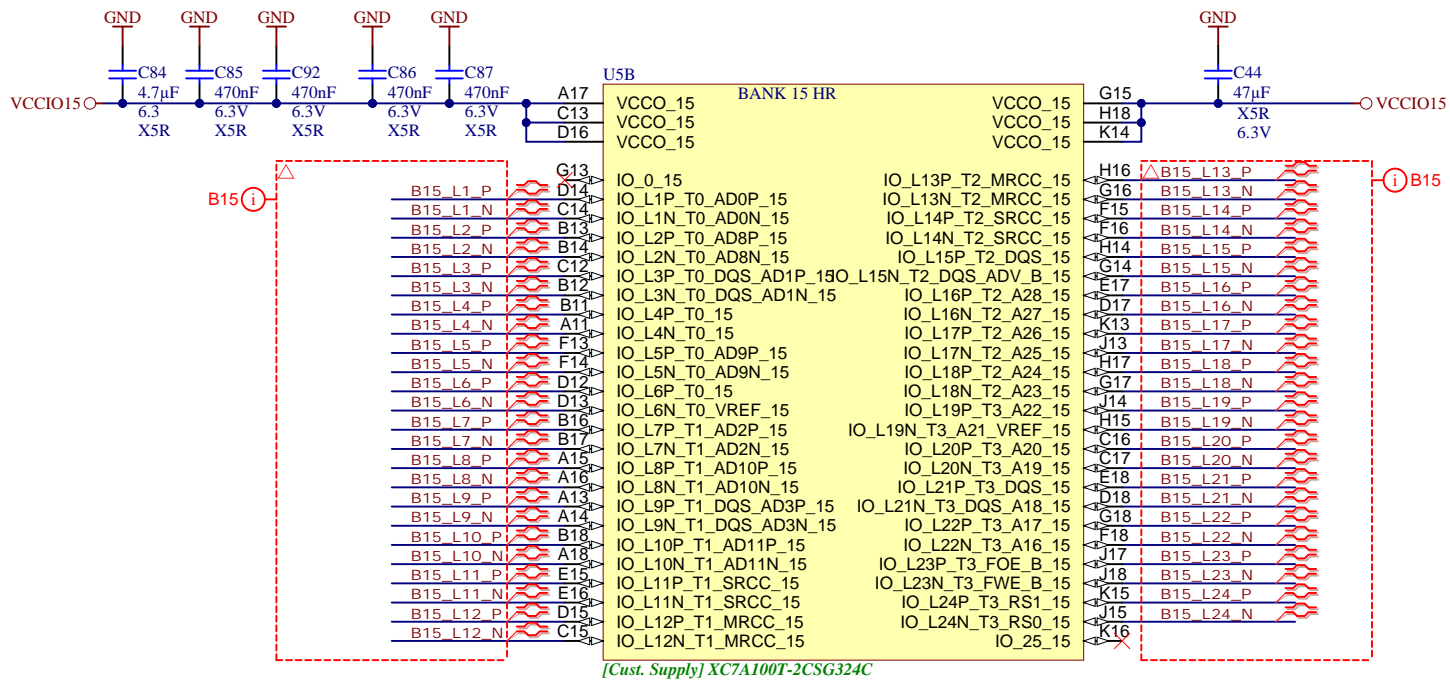 GND GND GND GND GND GND
C84 C85 C92 C86 C87 C44
4.7µF 470nF 470nF 470nF 470nF 47µF
6.3 6.3V 6.3V 6.3V 6.3V X5R
X5R X5R X5R X5R X5R 6.3V
VCCIO15 VCCIO15
U5B
BANK 15 HR
A17 VCCO_15 VCCO_15 G15
C13 VCCO_15 VCCO_15 H18
D16 VCCO_15 VCCO_15 K14
B15 i i B15
G13 IO_0_15 IO_L13P_T2_MRCC_15 H16 B15_L13_P
B15_L1_P D14 IO_L1P_T0_AD0P_15 IO_L13N_T2_MRCC_15 G16 B15_L13_N
B15_L1_N C14 IO_L1N_T0_AD0N_15 IO_L14P_T2_SRCC_15 F15 B15_L14_P
B15_L2_P B13 IO_L2P_T0_AD8P_15 IO_L14N_T2_SRCC_15 F16 B15_L14_N
B15_L2_N B14 IO_L2N_T0_AD8N_15 IO_L15P_T2_DQS_15 H14 B15_L15_P
B15_L3_P C12 IO_L3P_T0_DQS_AD1P_15 IO_L15N_T2_DQS_ADV_B_15 G14 B15_L15_N
B15_L3_N B12 IO_L3N_T0_DQS_AD1N_15 IO_L16P_T2_A28_15 E17 B15_L16_P
B15_L4_P B11 IO_L4P_T0_15 IO_L16N_T2_A27_15 D17 B15_L16_N
B15_L4_N A11 IO_L4N_T0_15 IO_L17P_T2_A26_15 K13 B15_L17_P
B15_L5_P F13 IO_L5P_T0_AD9P_15 IO_L17N_T2_A25_15 J13 B15_L17_N
B15_L5_N F14 IO_L5N_T0_AD9N_15 IO_L18P_T2_A24_15 H17 B15_L18_P
B15_L6_P D12 IO_L6P_T0_15 IO_L18N_T2_A23_15 G17 B15_L18_N
B15_L6_N D13 IO_L6N_T0_VREF_15 IO_L19P_T3_A22_15 J14 B15_L19_P
B15_L7_P B16 IO_L7P_T1_AD2P_15 IO_L19N_T3_A21_VREF_15 H15 B15_L19_N
B15_L7_N B17 IO_L7N_T1_AD2N_15 IO_L20P_T3_A20_15 C16 B15_L20_P
B15_L8_P A15 IO_L8P_T1_AD10P_15 IO_L20N_T3_A19_15 C17 B15_L20_N
B15_L8_N A16 IO_L8N_T1_AD10N_15 IO_L21P_T3_DQS_15 E18 B15_L21_P
B15_L9_P A13 IO_L9P_T1_DQS_AD3P_15 IO_L21N_T3_DQS_A18_15 D18 B15_L21_N
B15_L9_N A14 IO_L9N_T1_DQS_AD3N_15 IO_L22P_T3_A17_15 G18 B15_L22_P
B15_L10_P B18 IO_L10P_T1_AD11P_15 IO_L22N_T3_A16_15 F18 B15_L22_N
B15_L10_N A18 IO_L10N_T1_AD11N_15 IO_L23P_T3_FOE_B_15 J17 B15_L23_P
B15_L11_P E15 IO_L11P_T1_SRCC_15 IO_L23N_T3_FWE_B_15 J18 B15_L23_N
B15_L11_N E16 IO_L11N_T1_SRCC_15 IO_L24P_T3_RS1_15 K15 B15_L24_P
B15_L12_P D15 IO_L12P_T1_MRCC_15 IO_L24N_T3_RS0_15 J15 B15_L24_N
B15_L12_N C15 IO_L12N_T1_MRCC_15 IO_25_15 K16
[Cust. Supply] XC7A100T-2CSG324C